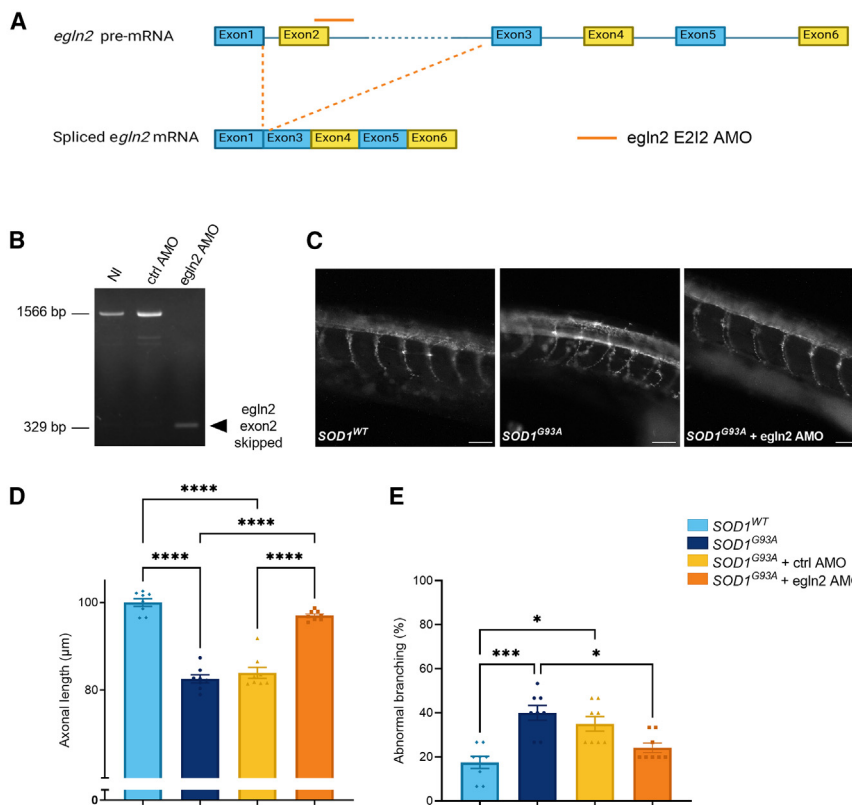 A
egln2 pre-mRNA
Exon1
Exon2
Exon3
Exon4
Exon5
Exon6
Spliced egln2 mRNA
Exon1
Exon3
Exon4
Exon5
Exon6
egln2 E2I2 AMO
B
NI
ctrl AMO
egln2 AMO
1566 bp
329 bp
egln2
exon2
skipped
C
SOD1WT
SOD1G93A
SOD1G93A + egln2 AMO
D
****
****
****
****
Axonal length (µm)
100
80
0
E
SOD1WT
SOD1G93A
SOD1G93A + ctrl AMO
SOD1G93A + egln2 AM
Abnormal branching (%)
100
80
60
40
20
0
*
***
*